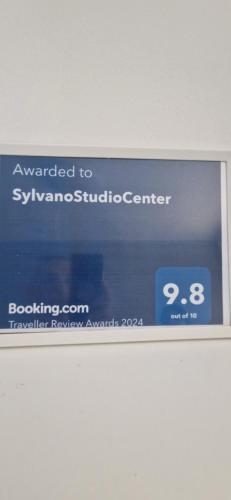 Awarded to
SylvanoStudioCenter
9.8
out of 10
Booking.com
Traveller Review Awards 2024